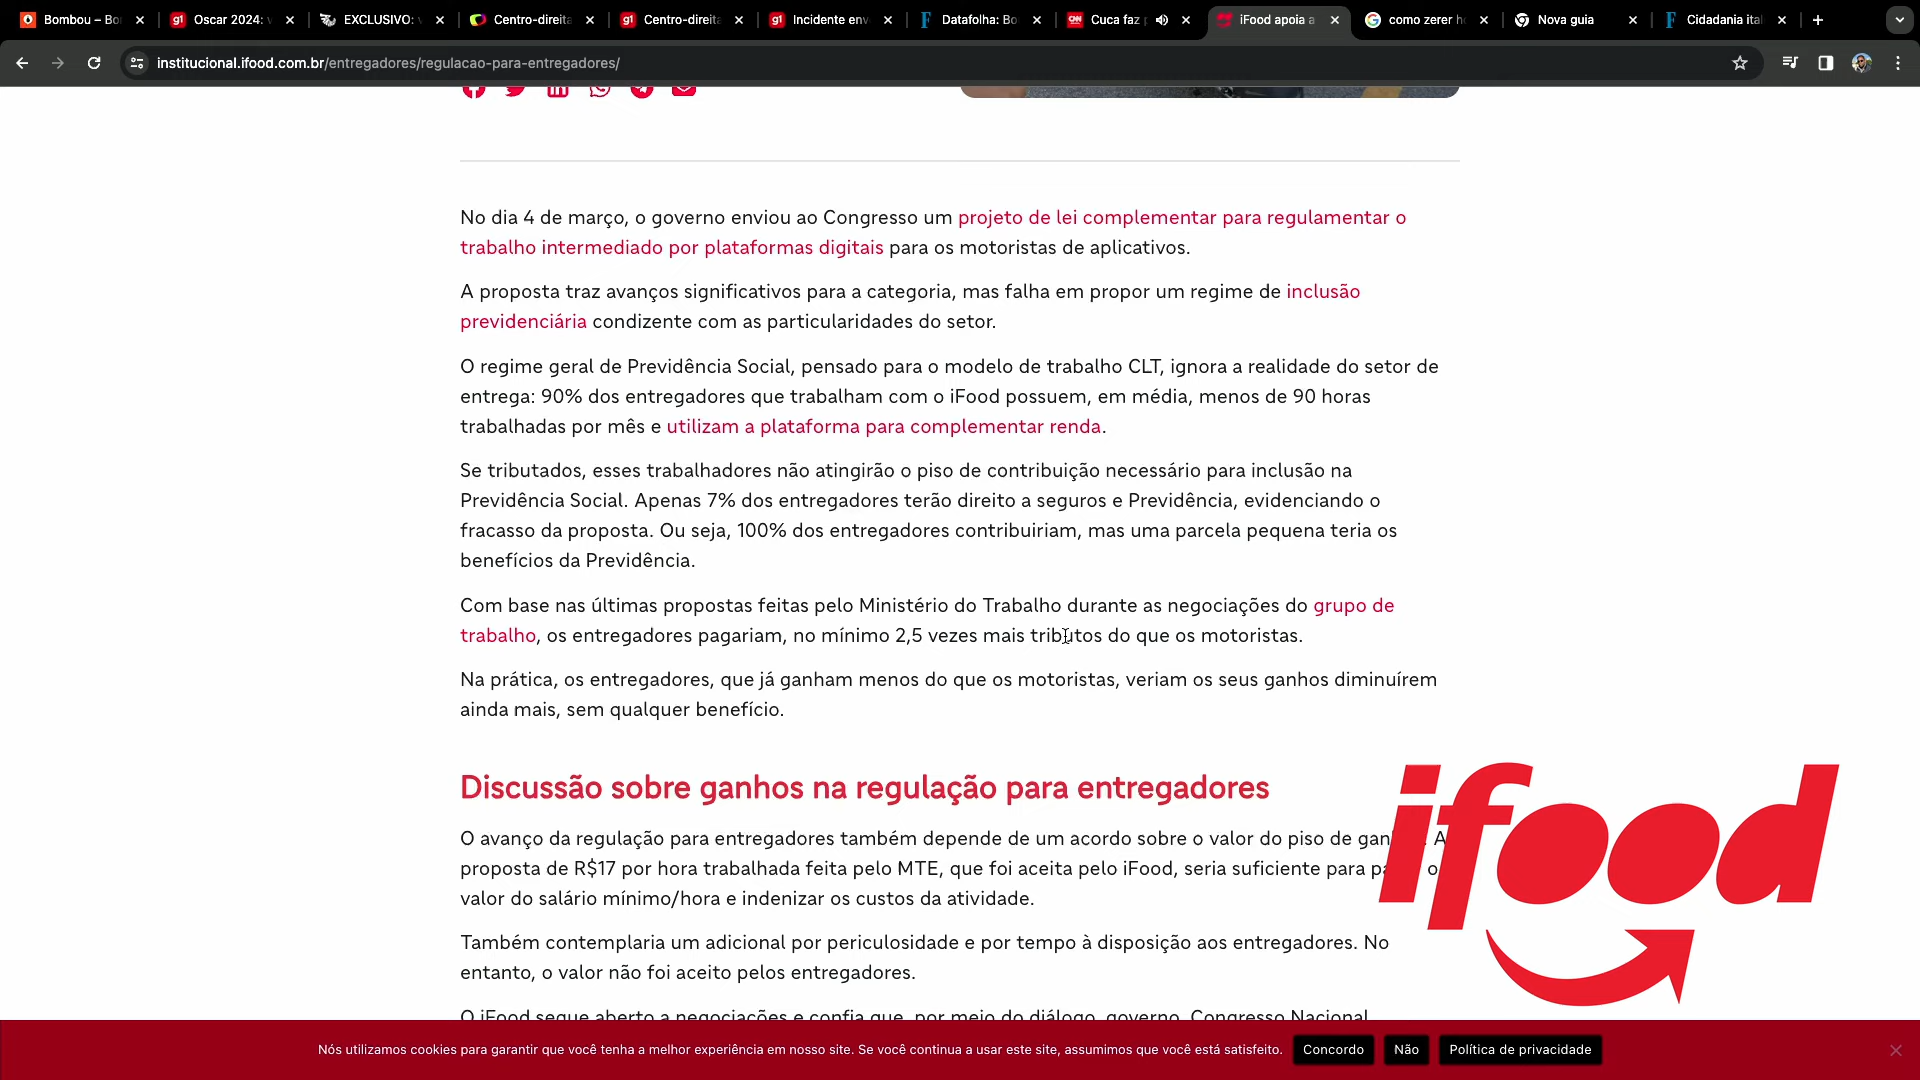 Bombou – Bo
Oscar 2024:
EXCLUSIVO:
Centro-direita
Centro-direita
Incidente env
Datafolha: Bo
CNN Cuca faz
iFood apoia a
como zerer h
Nova guia
Cidadania ital
institucional.ifood.com.br/entregadores/regulacao-para-entregadores/
No dia 4 de março, o governo enviou ao Congresso um projeto de lei complementar para regulamentar o
trabalho intermediado por plataformas digitais para os motoristas de aplicativos.
A proposta traz avanços significativos para a categoria, mas falha em propor um regime de inclusão
previdenciária condizente com as particularidades do setor.
O regime geral de Previdência Social, pensado para o modelo de trabalho CLT, ignora a realidade do setor de
entrega: 90% dos entregadores que trabalham com o iFood possuem, em média, menos de 90 horas
trabalhadas por mês e utilizam a plataforma para complementar renda.
Se tributados, esses trabalhadores não atingirão o piso de contribuição necessário para inclusão na
Previdência Social. Apenas 7% dos entregadores terão direito a seguros e Previdência, evidenciando o
fracasso da proposta. Ou seja, 100% dos entregadores contribuiriam, mas uma parcela pequena teria os
benefícios da Previdência.
Com base nas últimas propostas feitas pelo Ministério do Trabalho durante as negociações do grupo de
trabalho, os entregadores pagariam, no mínimo 2,5 vezes mais tributos do que os motoristas.
Na prática, os entregadores, que já ganham menos do que os motoristas, veriam os seus ganhos diminuírem
ainda mais, sem qualquer benefício.
Discussão sobre ganhos na regulação para entregadores
O avanço da regulação para entregadores também depende de um acordo sobre o valor do piso de gan A
proposta de R$17 por hora trabalhada feita pelo MTE, que foi aceita pelo iFood, seria suficiente para p o
valor do salário mínimo/hora e indenizar os custos da atividade.
Também contemplaria um adicional por periculosidade e por tempo à disposição aos entregadores. No
entanto, o valor não foi aceito pelos entregadores.
O iFood segue aberto a negociações e confia que, por meio do diálogo, governo, Congresso Nacional
ifood
Nós utilizamos cookies para garantir que você tenha a melhor experiência em nosso site. Se você continua a usar este site, assumimos que você está satisfeito.
Concordo
Não
Política de privacidade